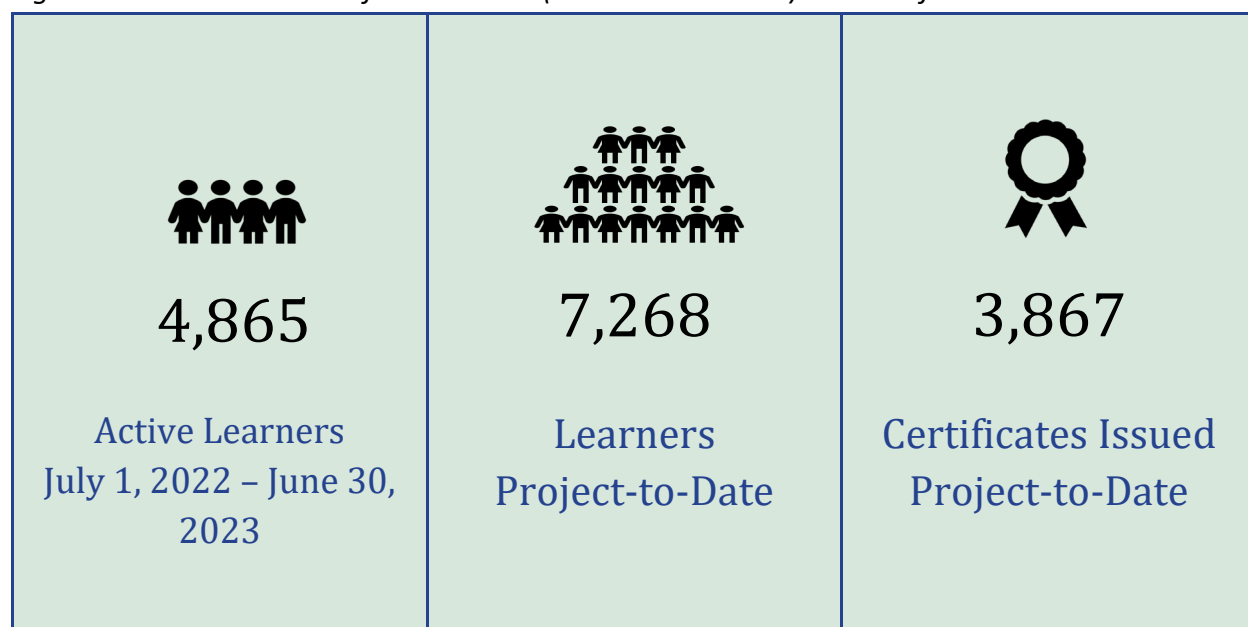 4,865
Active Learners
July 1, 2022 – June 30,
2023
7,268
Learners
Project-to-Date
3,867
Certificates Issued
Project-to-Date